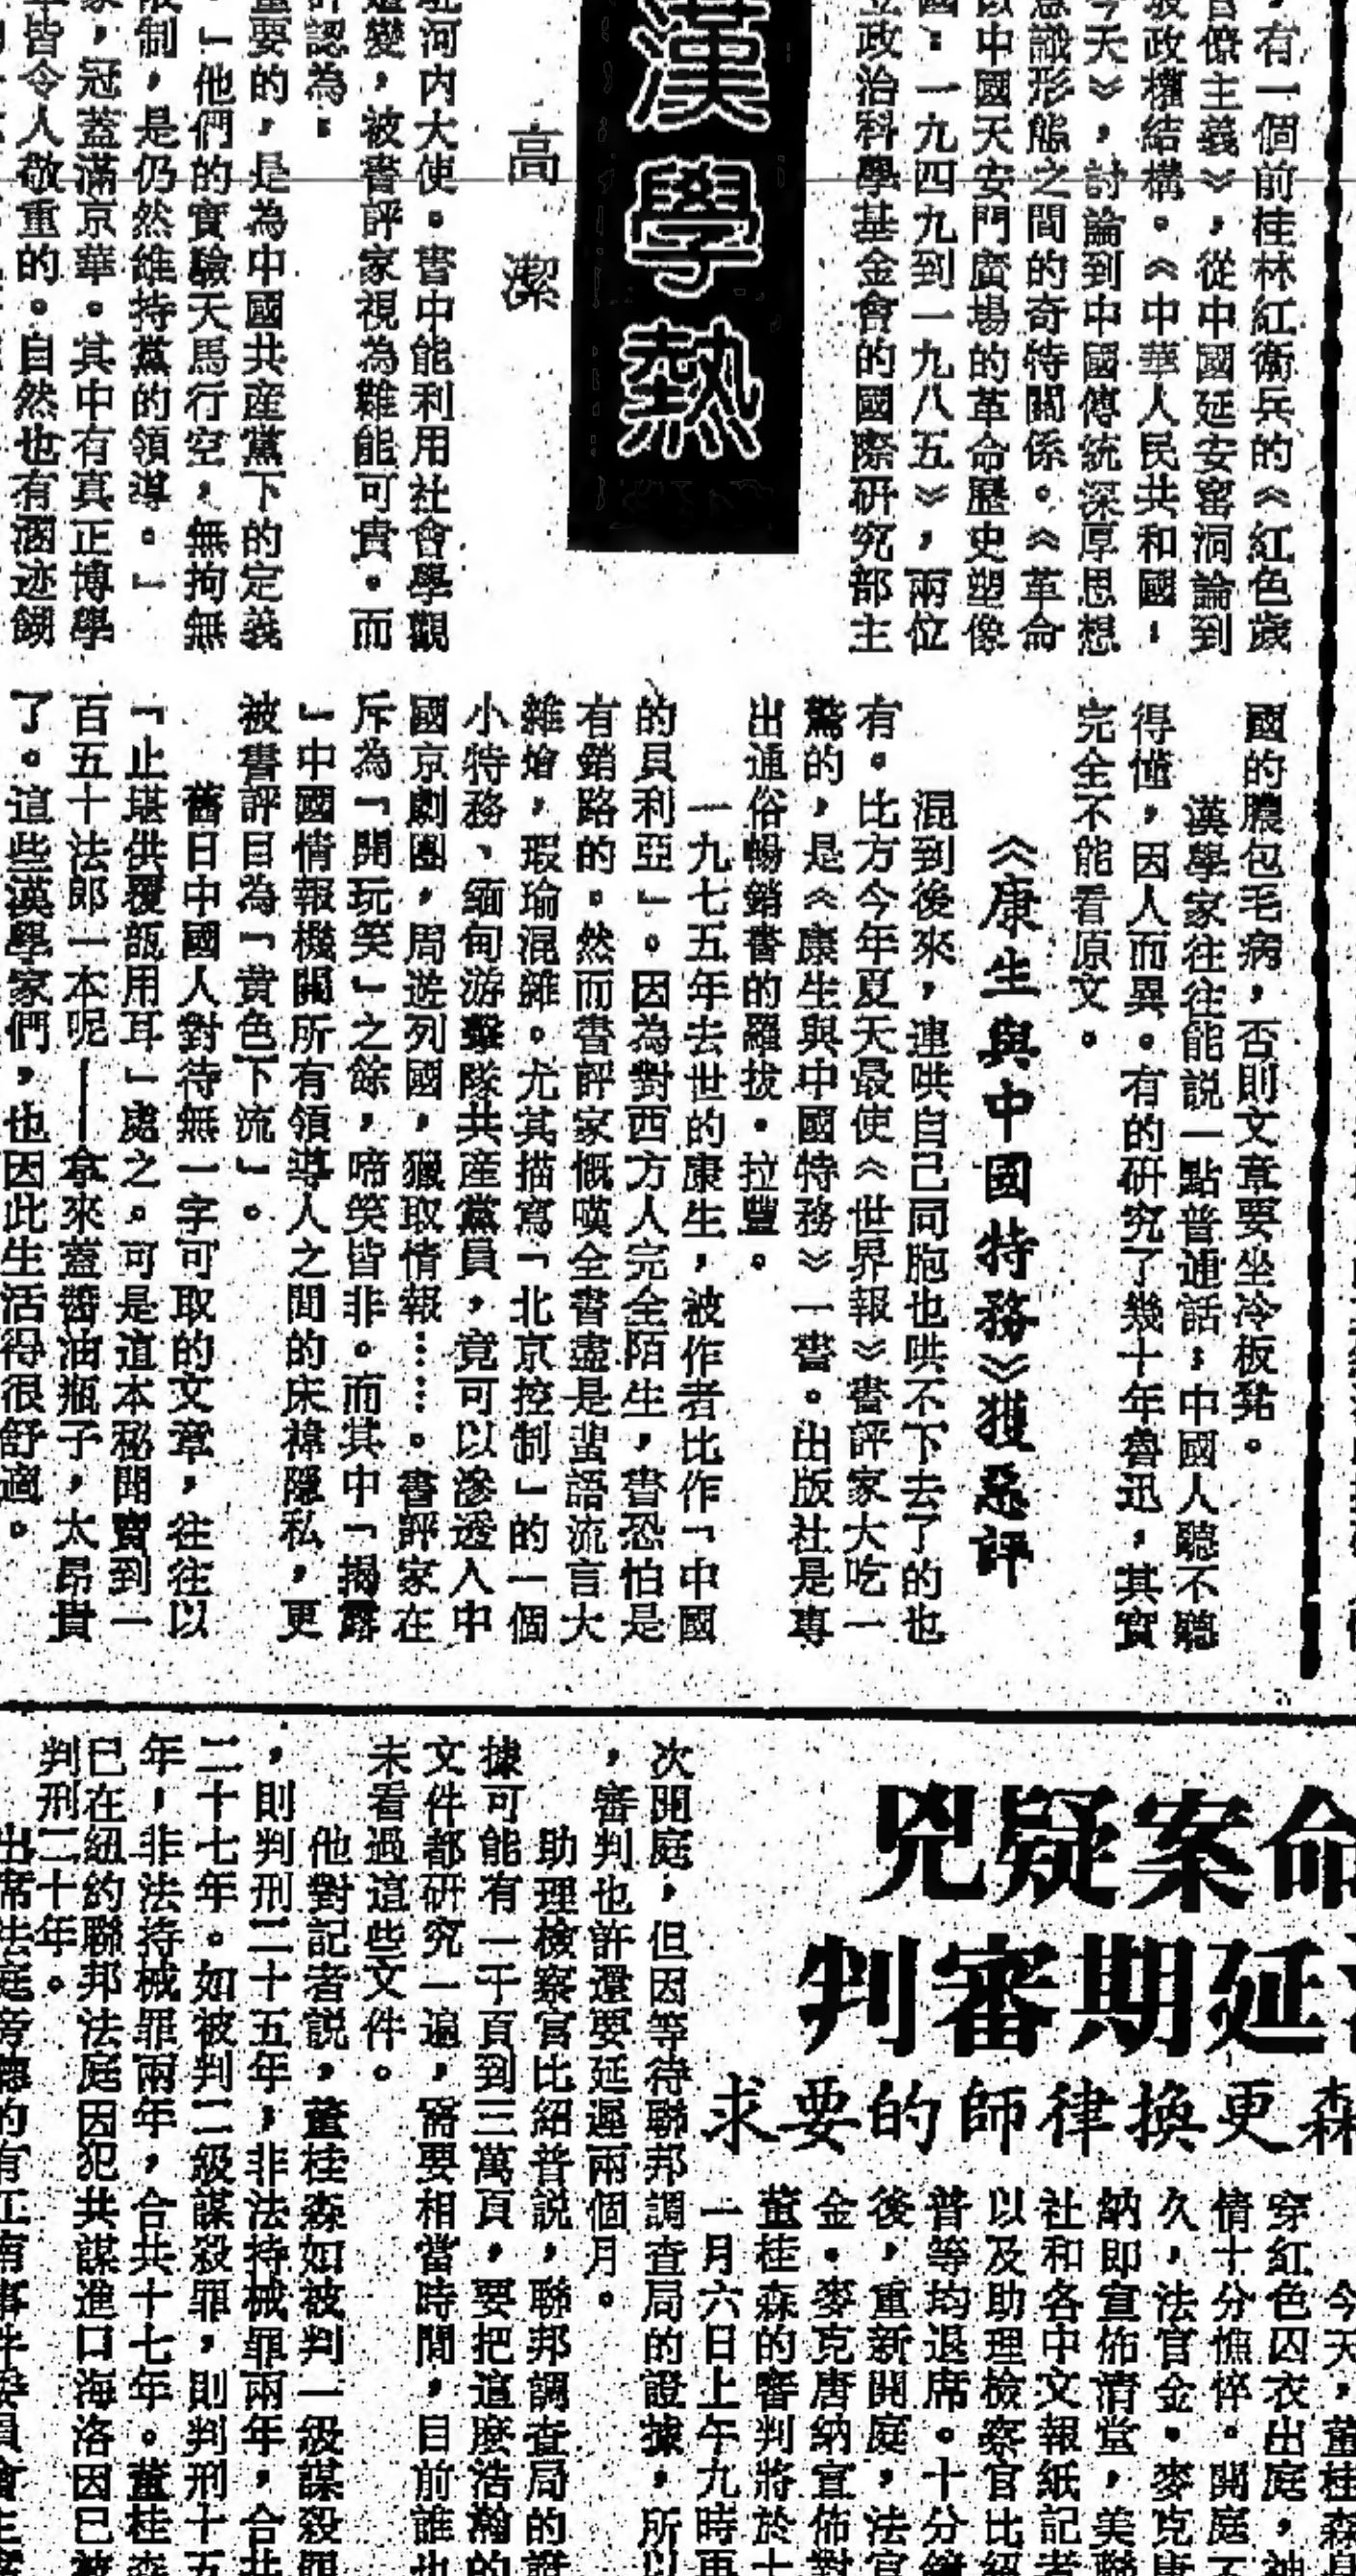 ，有一個前桂林紅衛兵的《紅色歲
官僚主義》，從中國延安窑洞論到
政權結構。《中華人民共和國：
今天》，討論到中國傳統深厚思想
意識形態之間的奇特關係。《革命
以中國天安門廣場的革命歷史塑像
國：一九四九到一九八五》，兩位
立政治科學基金會的國際研究部主
漢學熱
高潔
駐河內大使。書中能利用社會學觀
遭變，被書評家視為難能可貴。而
評認為：
重要的，是為中國共產黨下的定義
。」他們的實驗天馬行空，無拘無
限制，是仍然維持黨的領導。」
家，冠蓋滿京華。其中有真正博學
皆令人敬重的。自然也有溷迹餬
國的膿包毛病，否則文章要坐冷板凳。
漢學家往往能説一點普通話；中國人聽不聽
得懂，因人而異。有的研究了幾十年魯迅，其實
完全不能看原文。
《康生與中國特務》獲惡評
混到後來，連哄自己同胞也哄不下去了的也
有。比方今年夏天最使《世界報》書評家大吃一
驚的，是《康生與中國特務》一書。出版社是專
出通俗暢銷書的羅拔·拉豐。
一九七五年去世的康生，被作者比作「中國
的貝利亞」。因為對西方人完全陌生，書恐怕是
有銷路的。然而書評家慨嘆全書盡是蜚語流言大
雜燴，瑕瑜混雜。尤其描寫「北京控制」的一個
小特務、緬甸游擊隊共產黨員，竟可以滲透入中
國京劇團，周遊列國，獵取情報……。書評家在
斥為「開玩笑」之餘，啼笑皆非。而其中「揭露
」中國情報機關所有領導人之間的床褘隱私，更
被書評目為「黄色下流」。
舊日中國人對待無一字可取的文章，往往以
「止堪供覆瓿用耳」處之。可是這本秘聞賣到一
百五十法郎一本呢——拿來蓋醬油瓶子，太昂貴
了。這些漢學家們，也因此生活得很舒適。
命案疑兇
延期審判
森更換律師的要求
今天，董桂森
穿紅色囚衣出庭，
情十分憔悴。開庭
久，法官金·麥克唐
納即宣佈清堂，美聯
社和各中文報紙記者
以及助理檢察官比紹
普等均退席。十分鐘
後，重新開庭，法官
金·麥克唐納宣佈對
董桂森的審判將於十
一月六日上午九時再
次開庭，但因等待聯邦調查局的證據，所以
，審判也許還要延遲兩個月。
助理檢察官比紹普説，聯邦調查局的證
據可能有一千頁到三萬頁，要把這麽浩瀚的
文件都研究一遍，需要相當時間，目前誰也
未看過這些文件。
他對記者説，董桂森如被判一級謀殺罪
，則判刑二十五年，非法持械罪兩年，合共
二十七年。如被判二級謀殺罪，則判刑十五
年，非法持械罪兩年，合共十七年。董桂森
已在紐約聯邦法庭因犯共謀進口海洛因已被
判刑二十年。
出席法庭旁聽的有江南事件委員會主